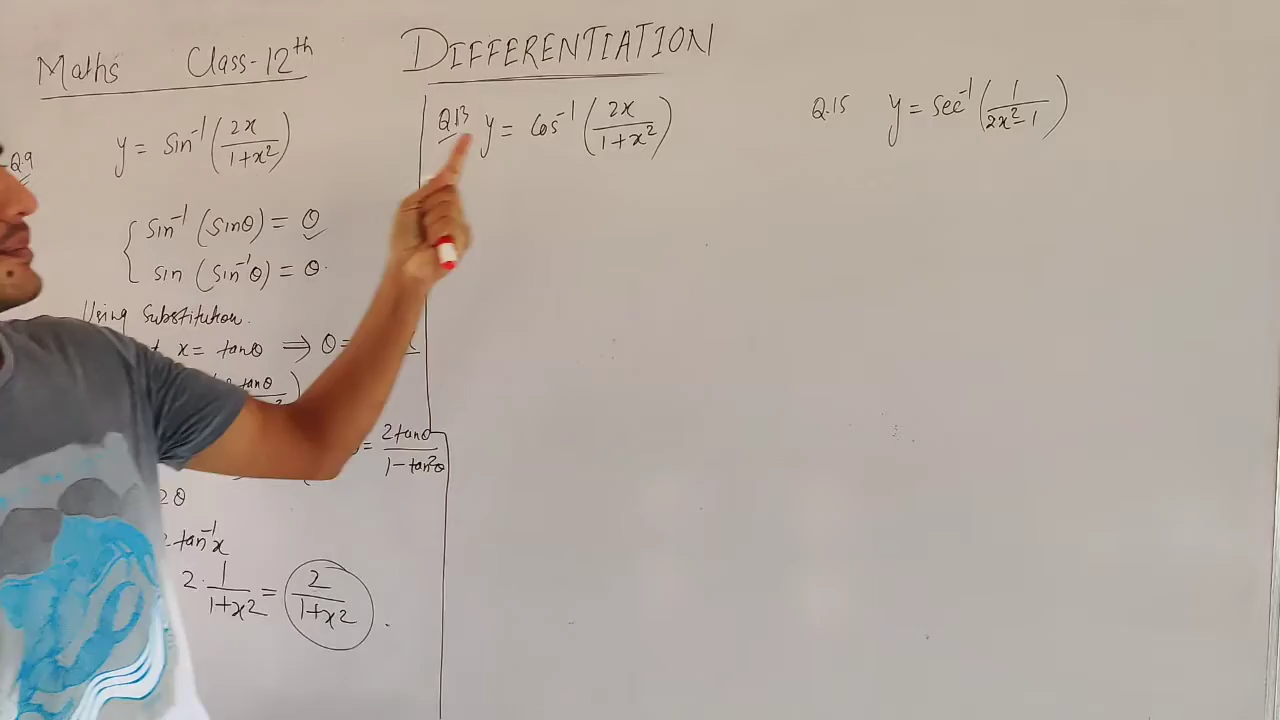 Maths Class-12th
DIFFERENTIATION
Q.9 y = sin⁻¹(2x/(1+x²))
{ sin⁻¹(sinθ) = θ
sin(sin⁻¹θ) = θ.
Using Substitution.
x = tanθ ⟹ θ =
2tanθ
= 2tanθ/(1-tan²θ)
2θ
2 tan⁻¹x
2·1/(1+x²) = 2/(1+x²).
Q.13 y = Cos⁻¹(2x/(1+x²))
Q.15 y = Sec⁻¹(1/(2x²-1))